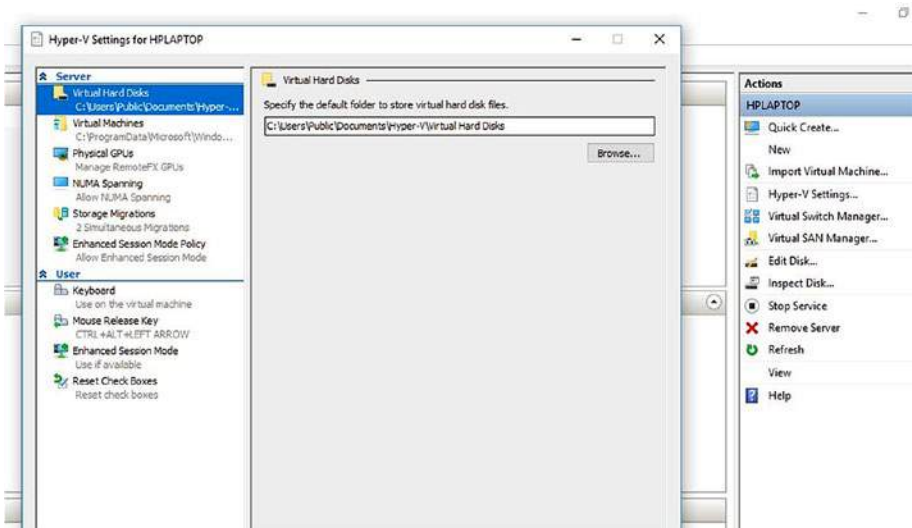 Hyper-V Settings for HPLAPTOP
Server
Virtual Hard Disks
C:\Users\Public\Documents\Hyper-...
Virtual Machines
C:\ProgramData\Microsoft\Windo...
Physical GPUs
Manage RemoteFX GPUs
NUMA Spanning
Allow NUMA Spanning
Storage Migrations
2 Simultaneous Migrations
Enhanced Session Mode Policy
Allow Enhanced Session Mode
User
Keyboard
Use on the virtual machine
Mouse Release Key
CTRL+ALT+LEFT ARROW
Enhanced Session Mode
Use if available
Reset Check Boxes
Reset check boxes
Virtual Hard Disks
Specify the default folder to store virtual hard disk files.
C:\Users\Public\Documents\Hyper-V\Virtual Hard Disks
Browse...
Actions
HPLAPTOP
Quick Create...
New
Import Virtual Machine...
Hyper-V Settings...
Virtual Switch Manager...
Virtual SAN Manager...
Edit Disk...
Inspect Disk...
Stop Service
Remove Server
Refresh
View
Help